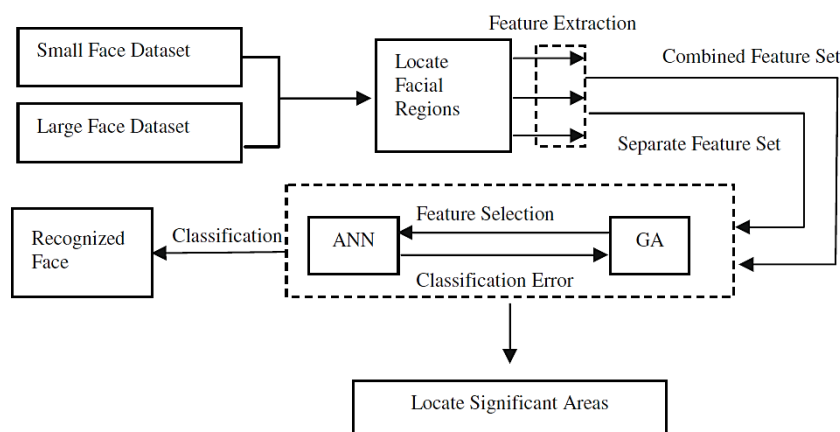 Feature Extraction
Small Face Dataset
Locate
Facial
Regions
Combined Feature Set
Large Face Dataset
Separate Feature Set
Recognized
Face
Classification
ANN
Feature Selection
GA
Classification Error
Locate Significant Areas